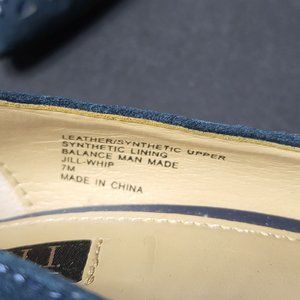 LEATHER/SYNTHETIC UPPER
SYNTHETIC LINING
BALANCE MAN MADE
JILL-WHIP
7M
MADE IN CHINA